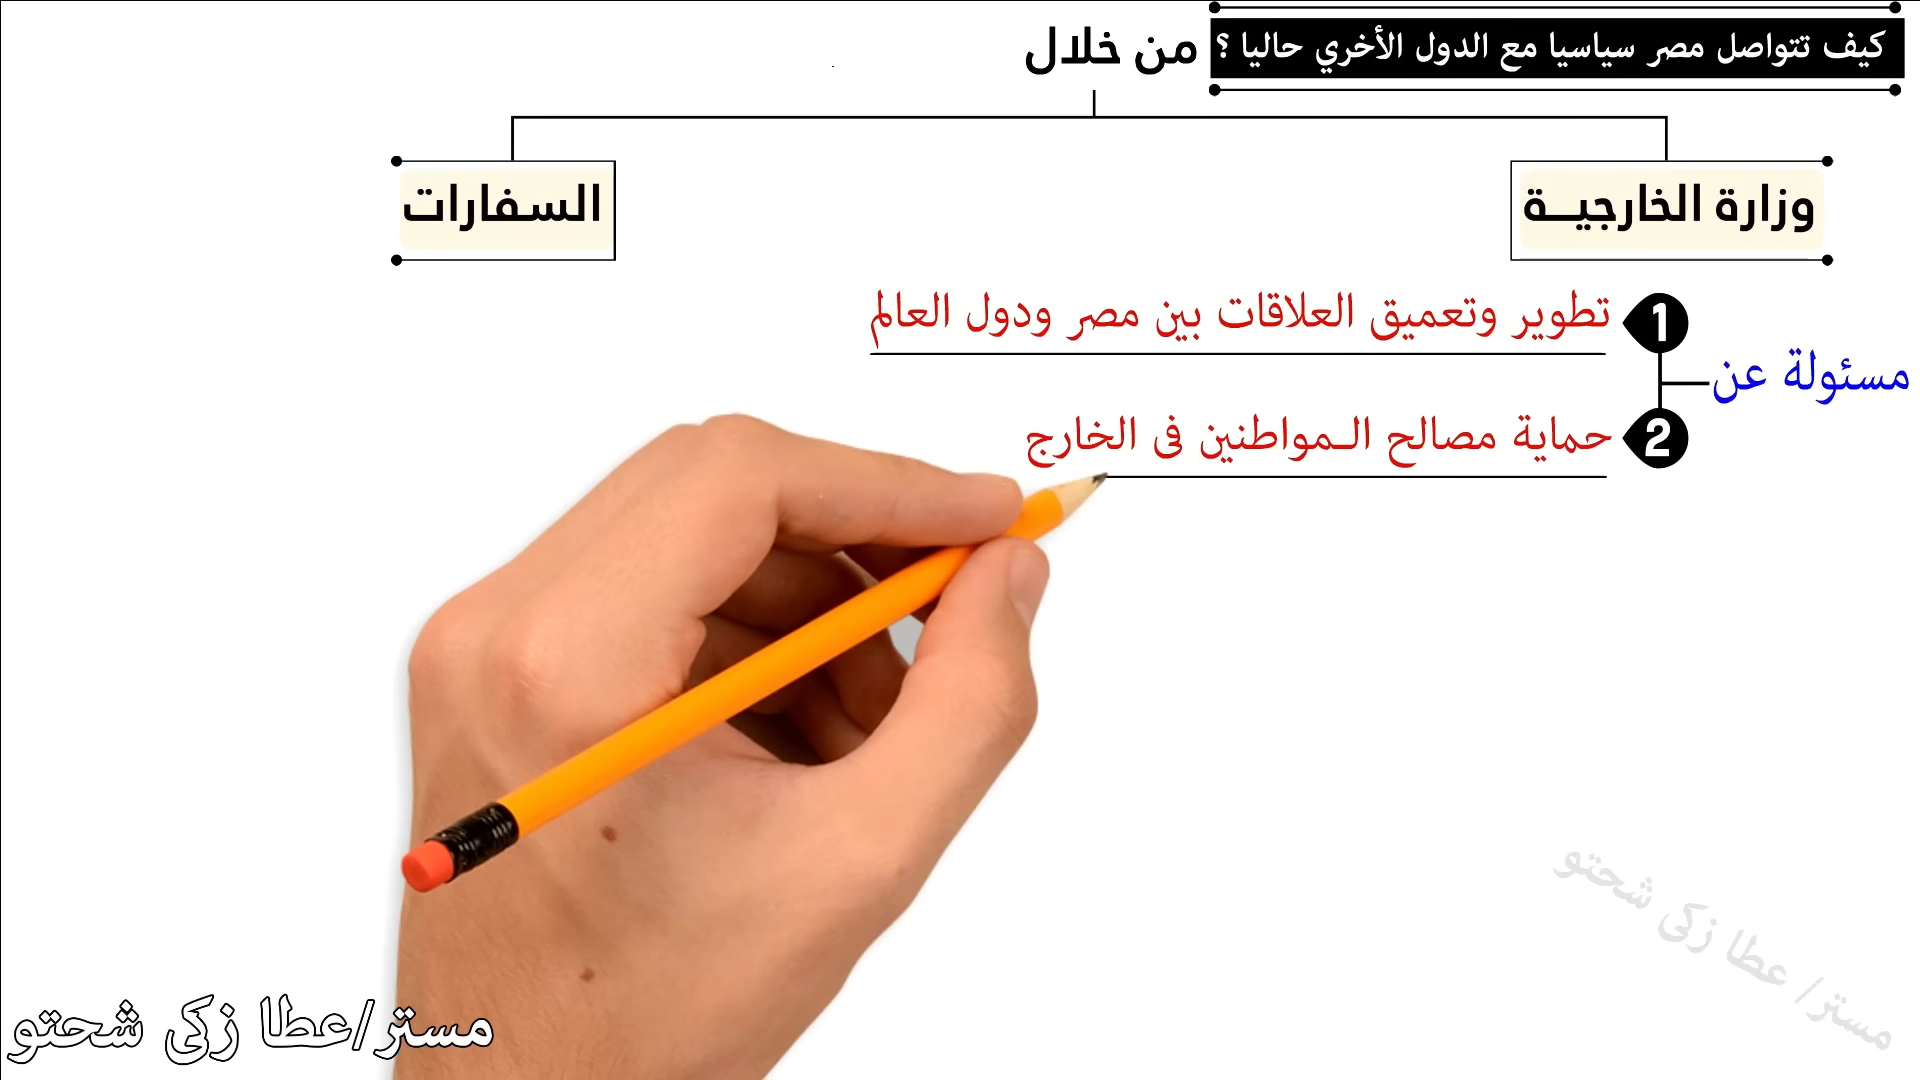 كيف تتواصل مصر سياسيا مع الدول الأخري حاليا ؟ من خلال
وزارة الخارجيــة
السفارات
مسئولة عن
1 تطوير وتعميق العلاقات بين مصر ودول العالم
2 حماية مصالح الـمواطنين فى الخارج
مستر/ عطا زكى شحتو
مستر/عطا زكى شحتو